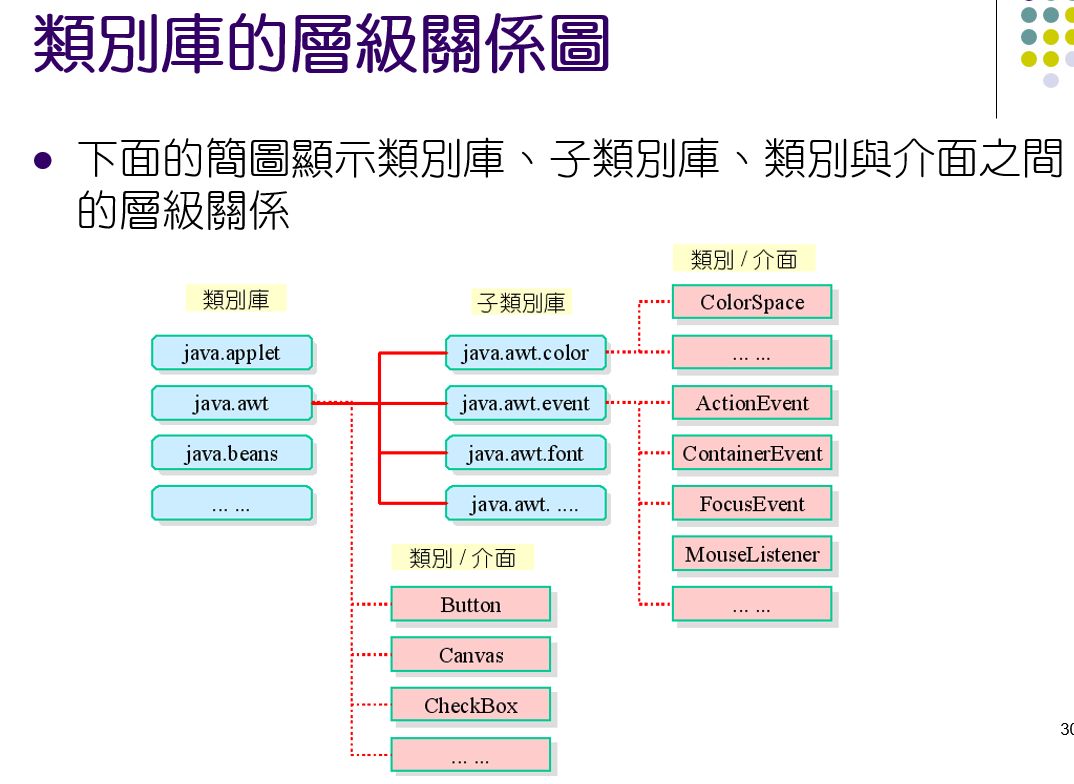 類別庫的層級關係圖
下面的簡圖顯示類別庫、子類別庫、類別與介面之間
的層級關係
類別庫
java.applet
java.awt
java.beans
... ...
子類別庫
java.awt.color
java.awt.event
java.awt.font
java.awt. ....
類別 / 介面
ColorSpace
... ...
ActionEvent
ContainerEvent
FocusEvent
MouseListener
... ...
類別 / 介面
Button
Canvas
CheckBox
... ...
30